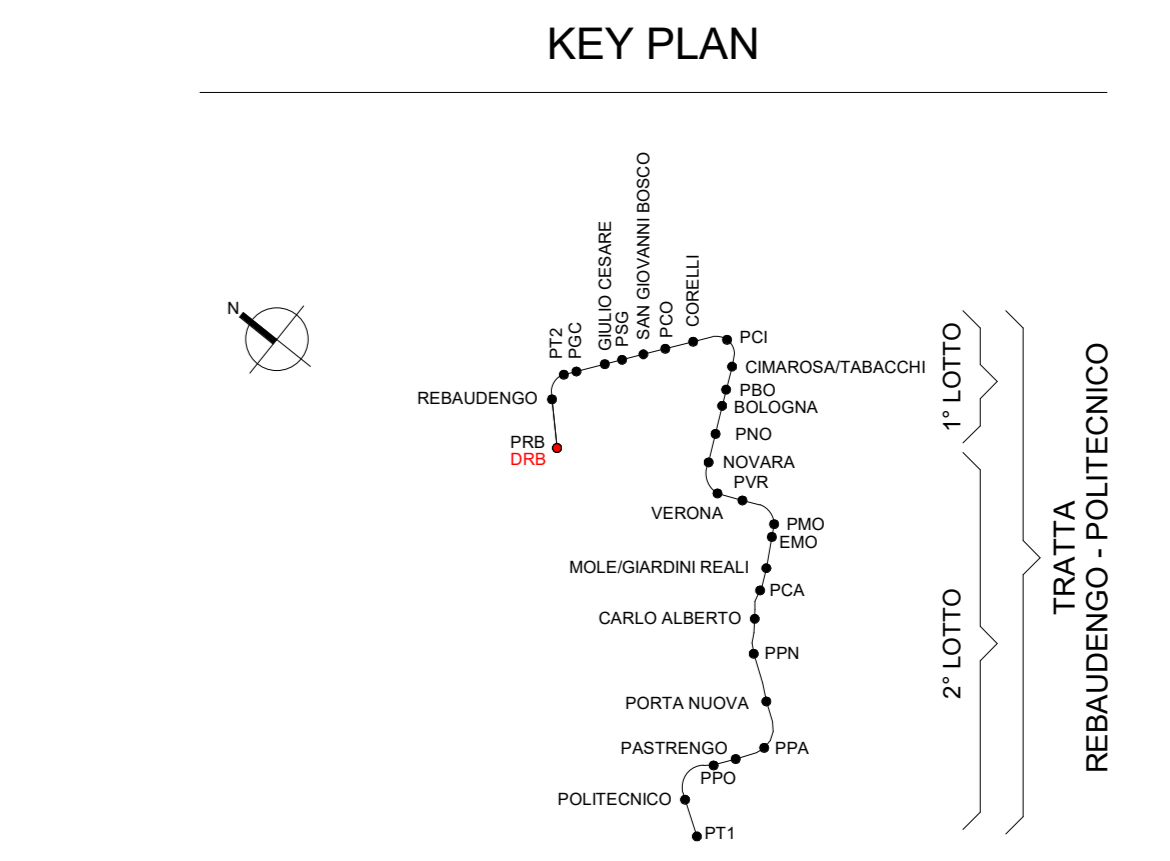 KEY PLAN
N
PT2
PGC
GIULIO CESARE
PSG
SAN GIOVANNI BOSCO
PCO
CORELLI
PCI
CIMAROSA/TABACCHI
REBAUDENGO
PBO
BOLOGNA
PRB
DRB
PNO
NOVARA
PVR
VERONA
PMO
EMO
MOLE/GIARDINI REALI
PCA
CARLO ALBERTO
PPN
PORTA NUOVA
PASTRENGO
PPA
PPO
POLITECNICO
PT1
1° LOTTO
2° LOTTO
TRATTA
REBAUDENGO - POLITECNICO